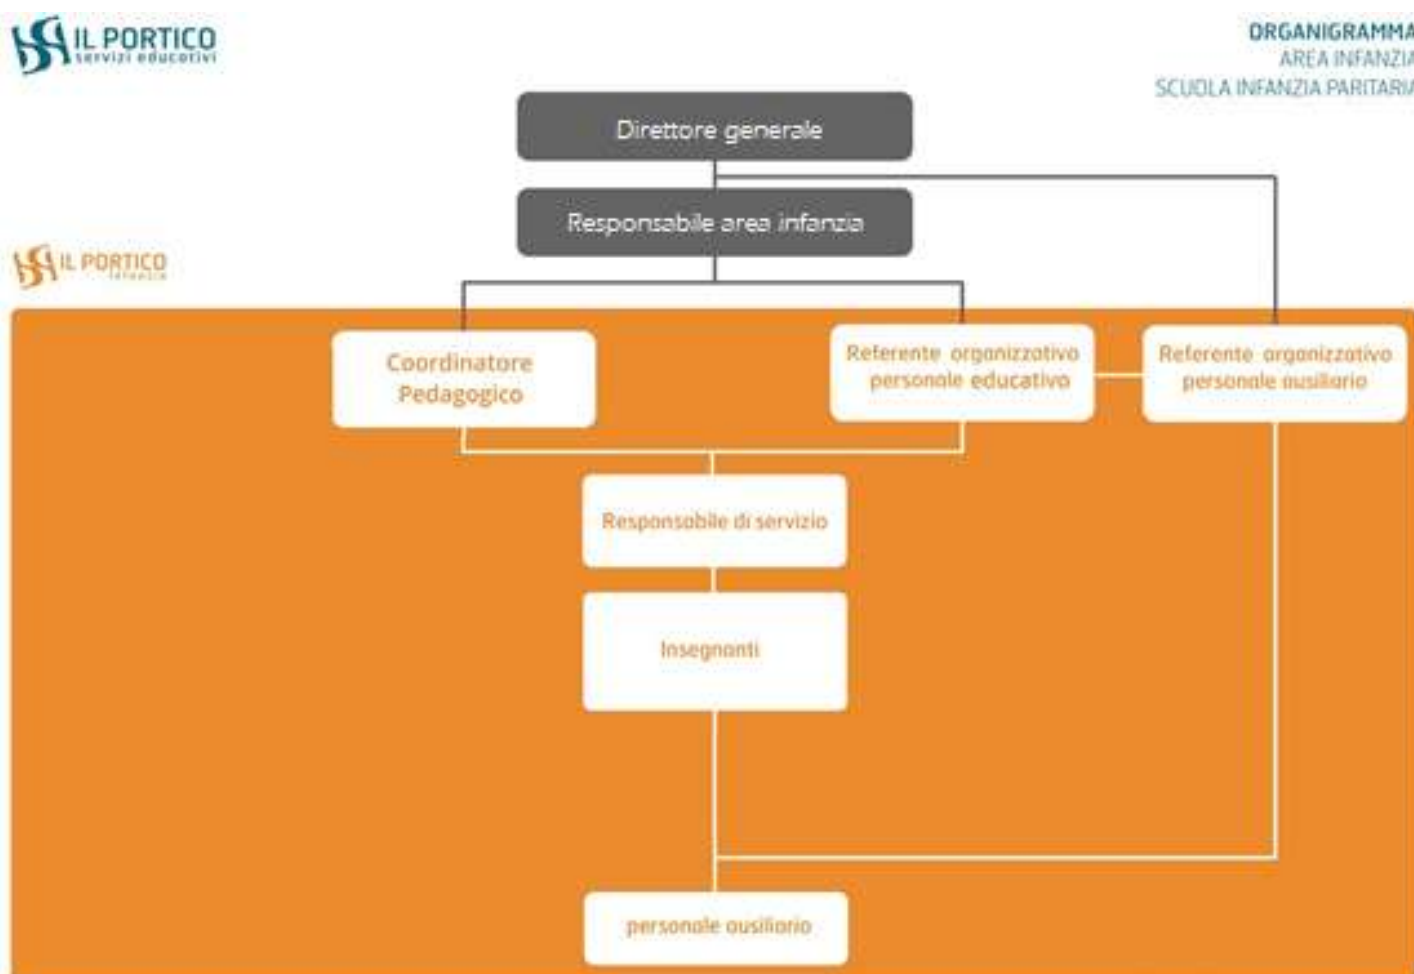 IL PORTICO
servizi educativi
ORGANIGRAMMA
AREA INFANZIA
SCUOLA INFANZIA PARITARIA
Direttore generale
Responsabile area infanzia
IL PORTICO
infanzia
Coordinatore
Pedagogico
Referente organizzativo
personale educativo
Referente organizzativo
personale ausiliario
Responsabile di servizio
Insegnanti
personale ausiliario